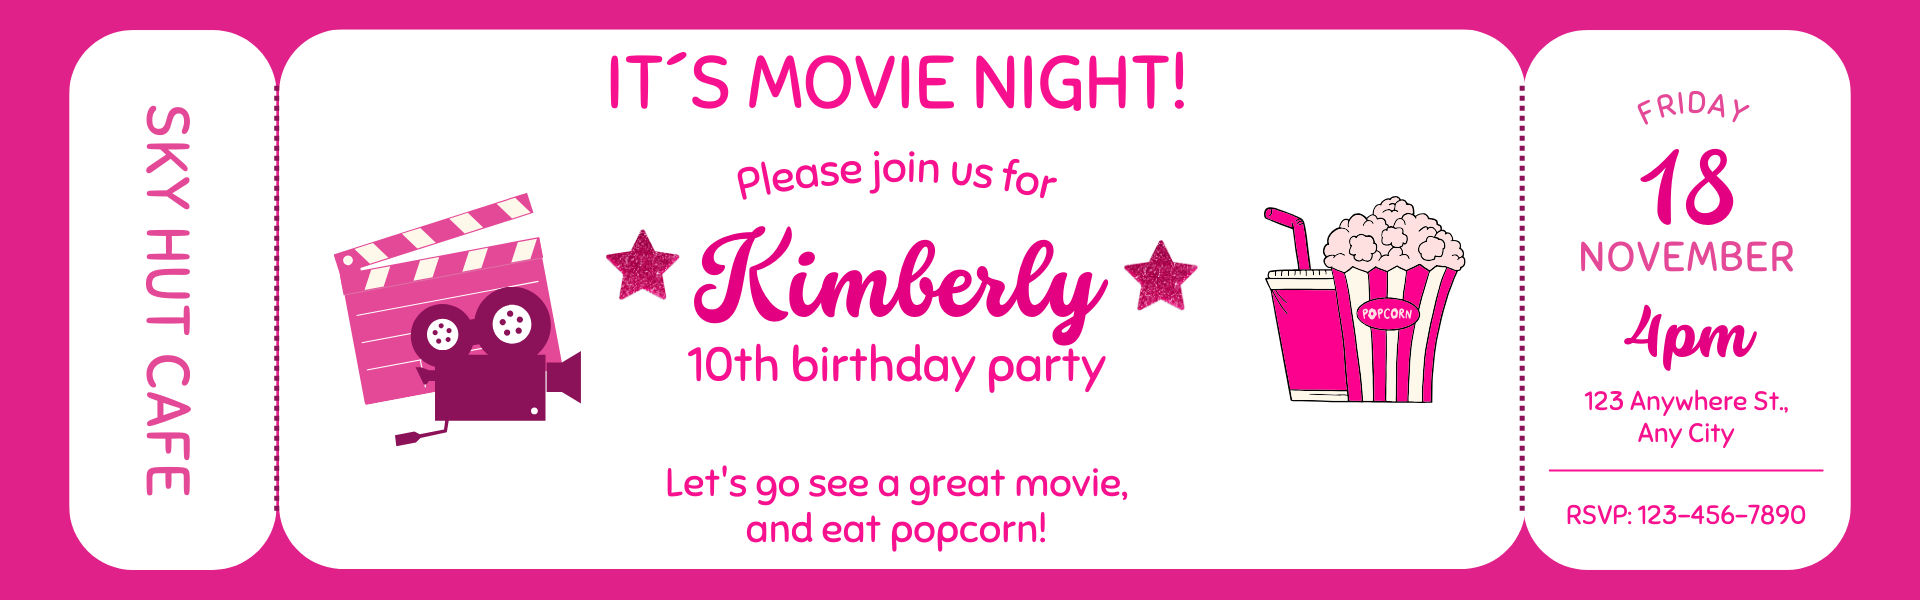 SKY HUT CAFE
IT´S MOVIE NIGHT!
Please join us for
Kimberly
10th birthday party
Let's go see a great movie,
and eat popcorn!
POPCORN
FRIDAY
18
NOVEMBER
4pm
123 Anywhere St.,
Any City
RSVP: 123-456-7890